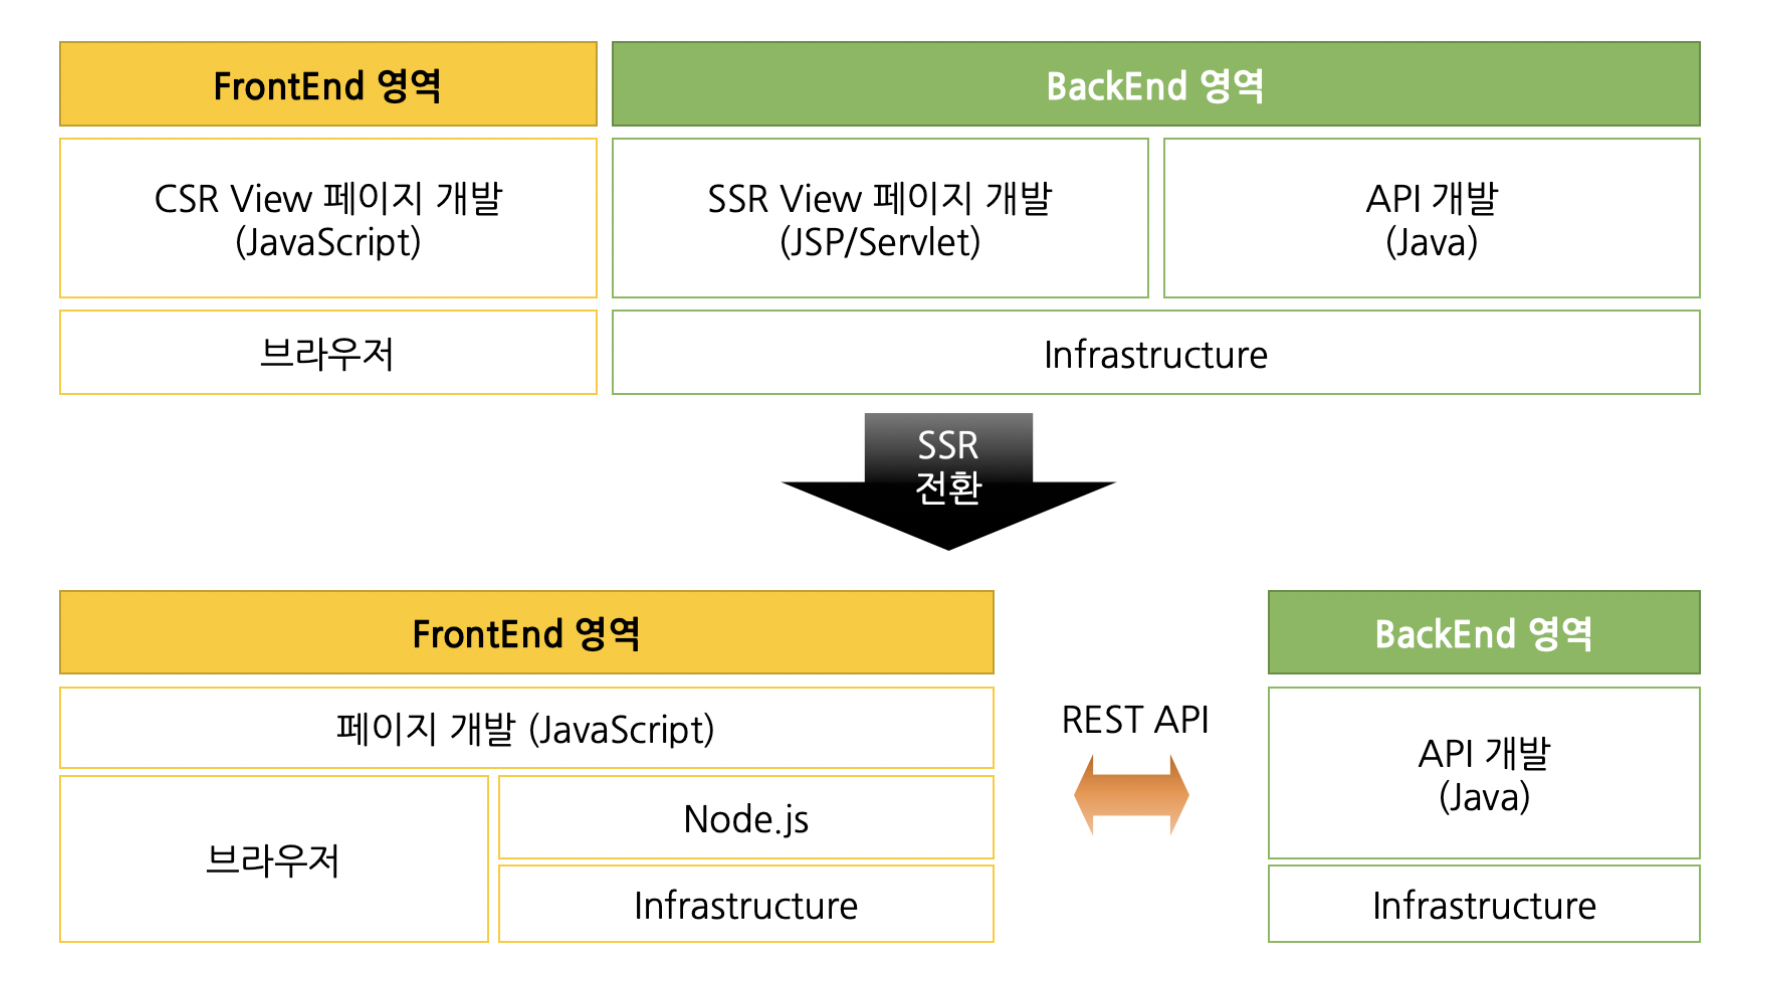 FrontEnd 영역
BackEnd 영역
CSR View 페이지 개발
(JavaScript)
SSR View 페이지 개발
(JSP/Servlet)
API 개발
(Java)
브라우저
Infrastructure
SSR
전환
FrontEnd 영역
BackEnd 영역
페이지 개발 (JavaScript)
REST API
API 개발
(Java)
브라우저
Node.js
Infrastructure
Infrastructure